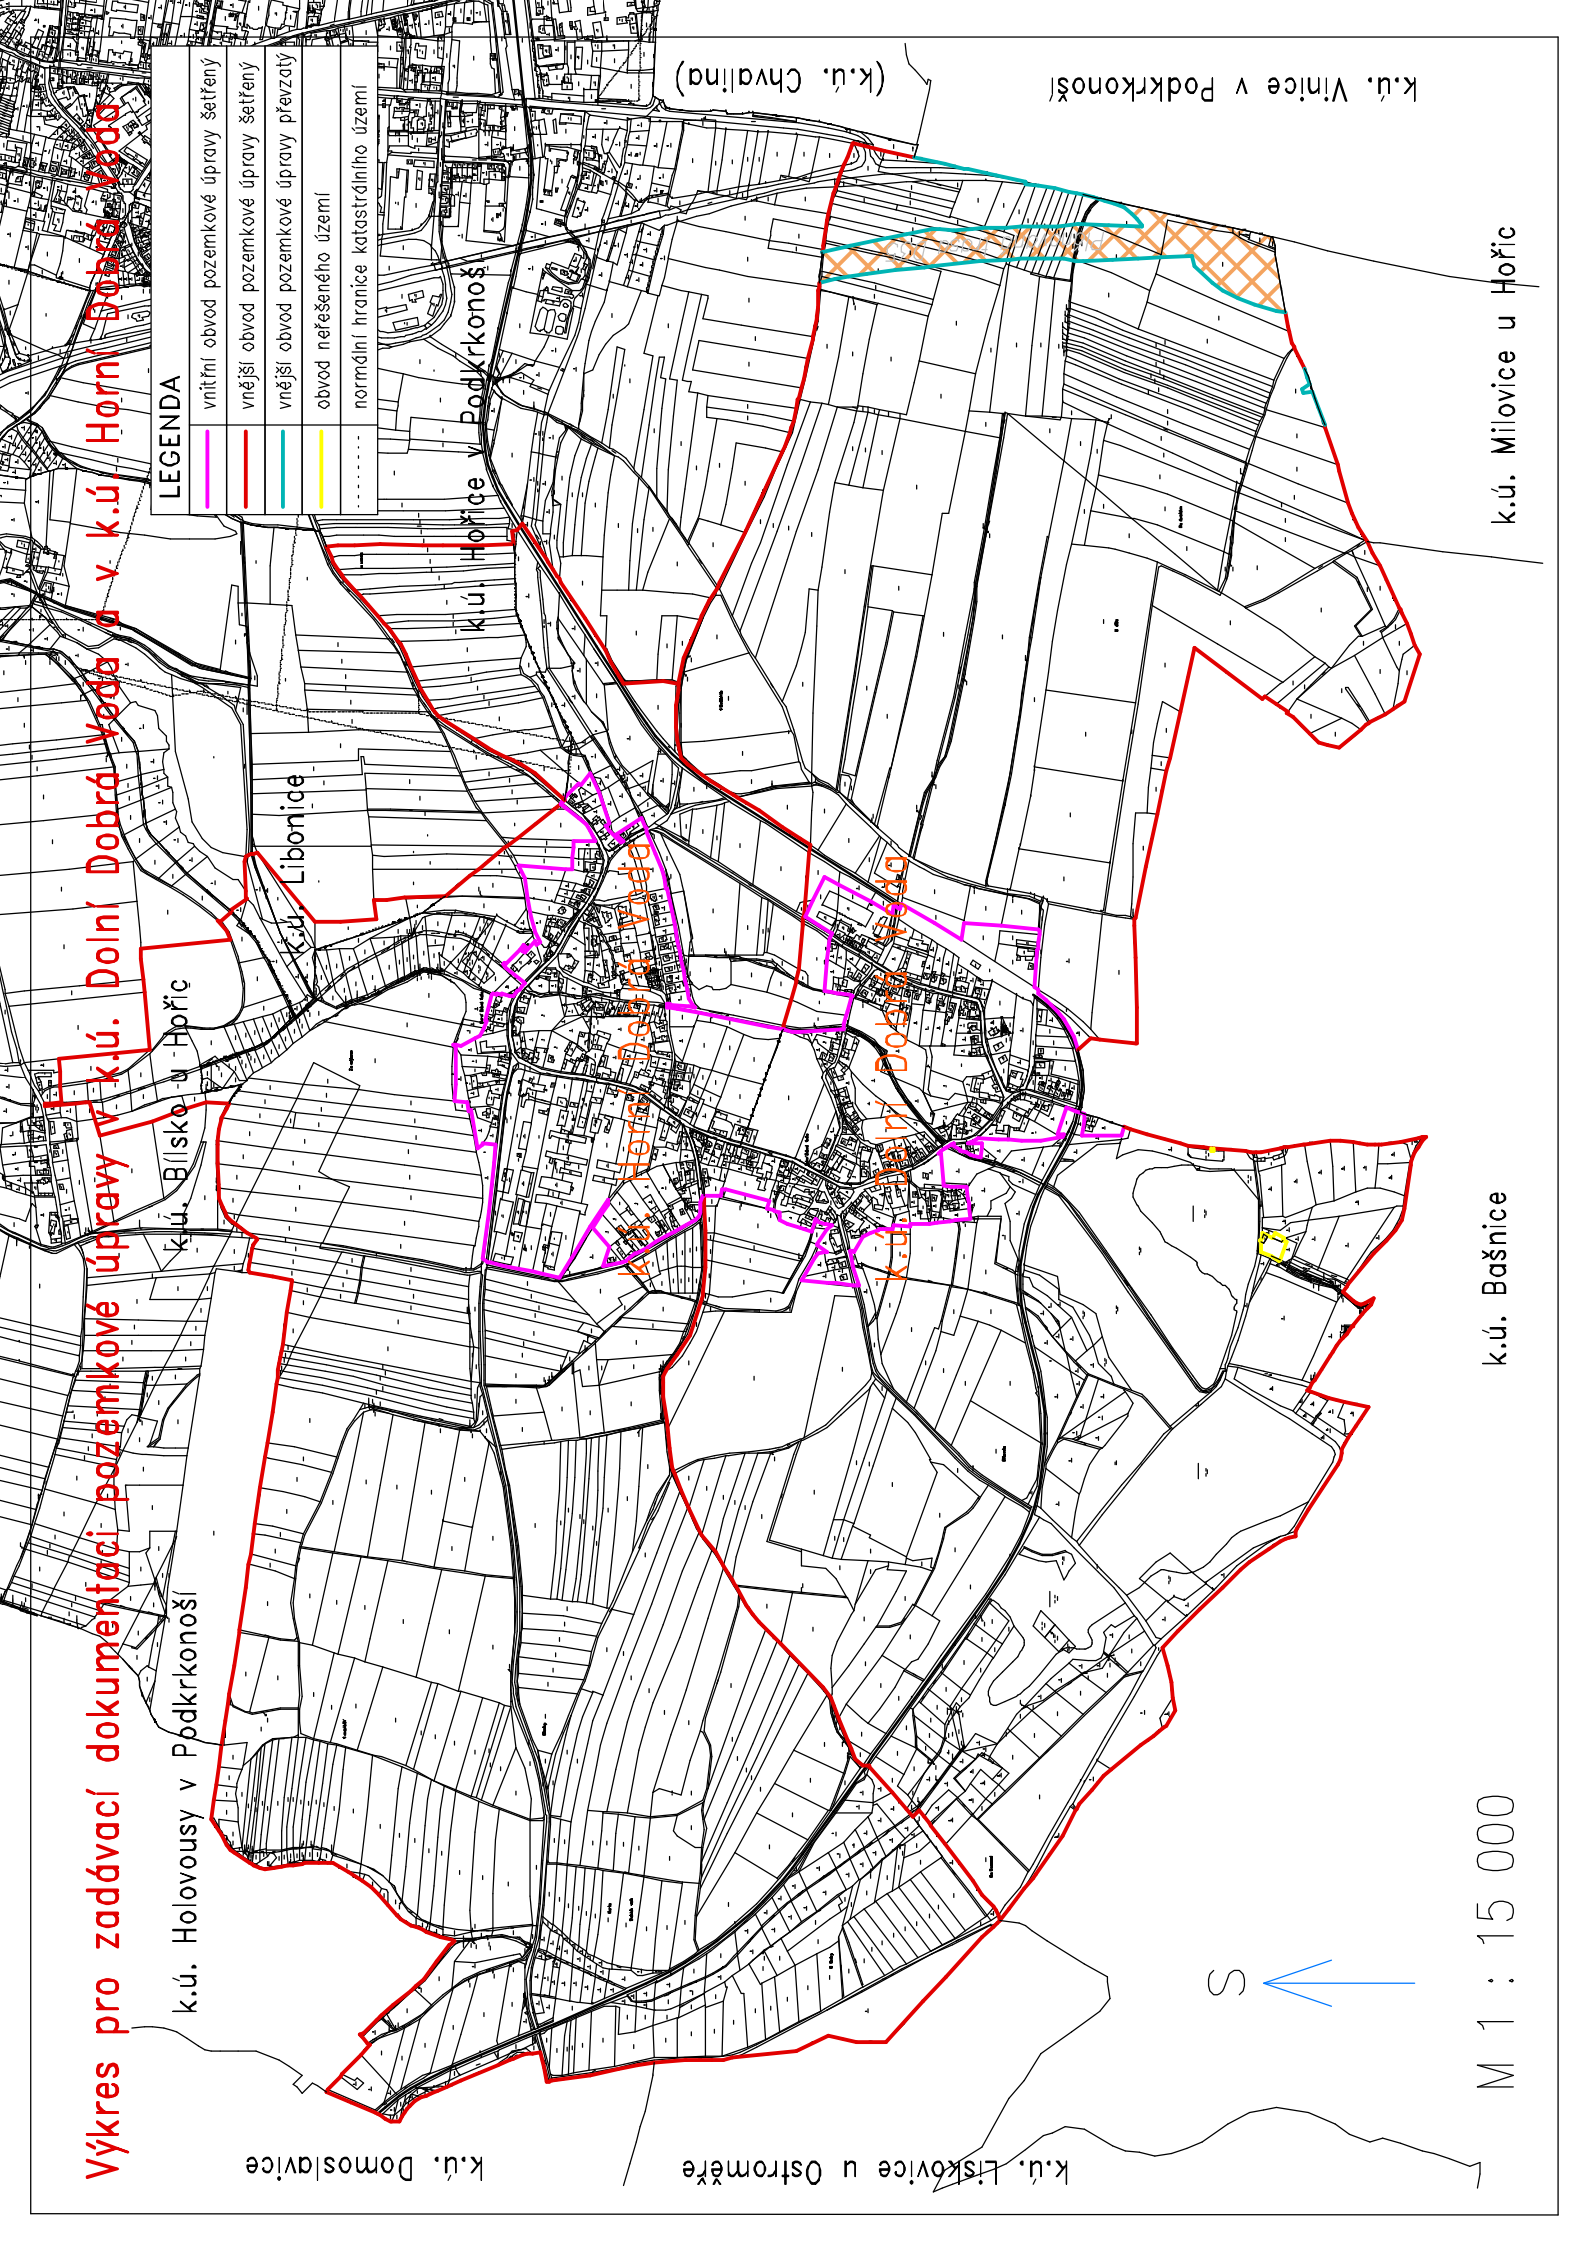 Výkres pro zadávací dokumentaci pozemkové úpravy v k.ú. Dolní Dobrá Voda a v k.ú. Horní Dobrá Voda
LEGENDA
vnitřní obvod pozemkové úpravy šetřený
vnější obvod pozemkové úpravy šetřený
vnější obvod pozemkové úpravy převzatý
obvod neřešeného území
normální hranice katastrálního území
k.ú. Holovousy v Podkrkonoší
k.ú. Bílsko u Hořic
k.ú. Libonice
k.ú. Hořice v Podkrkonoší
(k.ú. Chvalina)
k.ú. Vinice v Podkrkonoší
k.ú. Horní Dobrá Voda
k.ú. Dolní Dobrá Voda
k.ú. Domoslavice
k.ú. Lískovice u Ostroměře
k.ú. Bašnice
k.ú. Milovice u Hořic
S
M 1 : 15 000